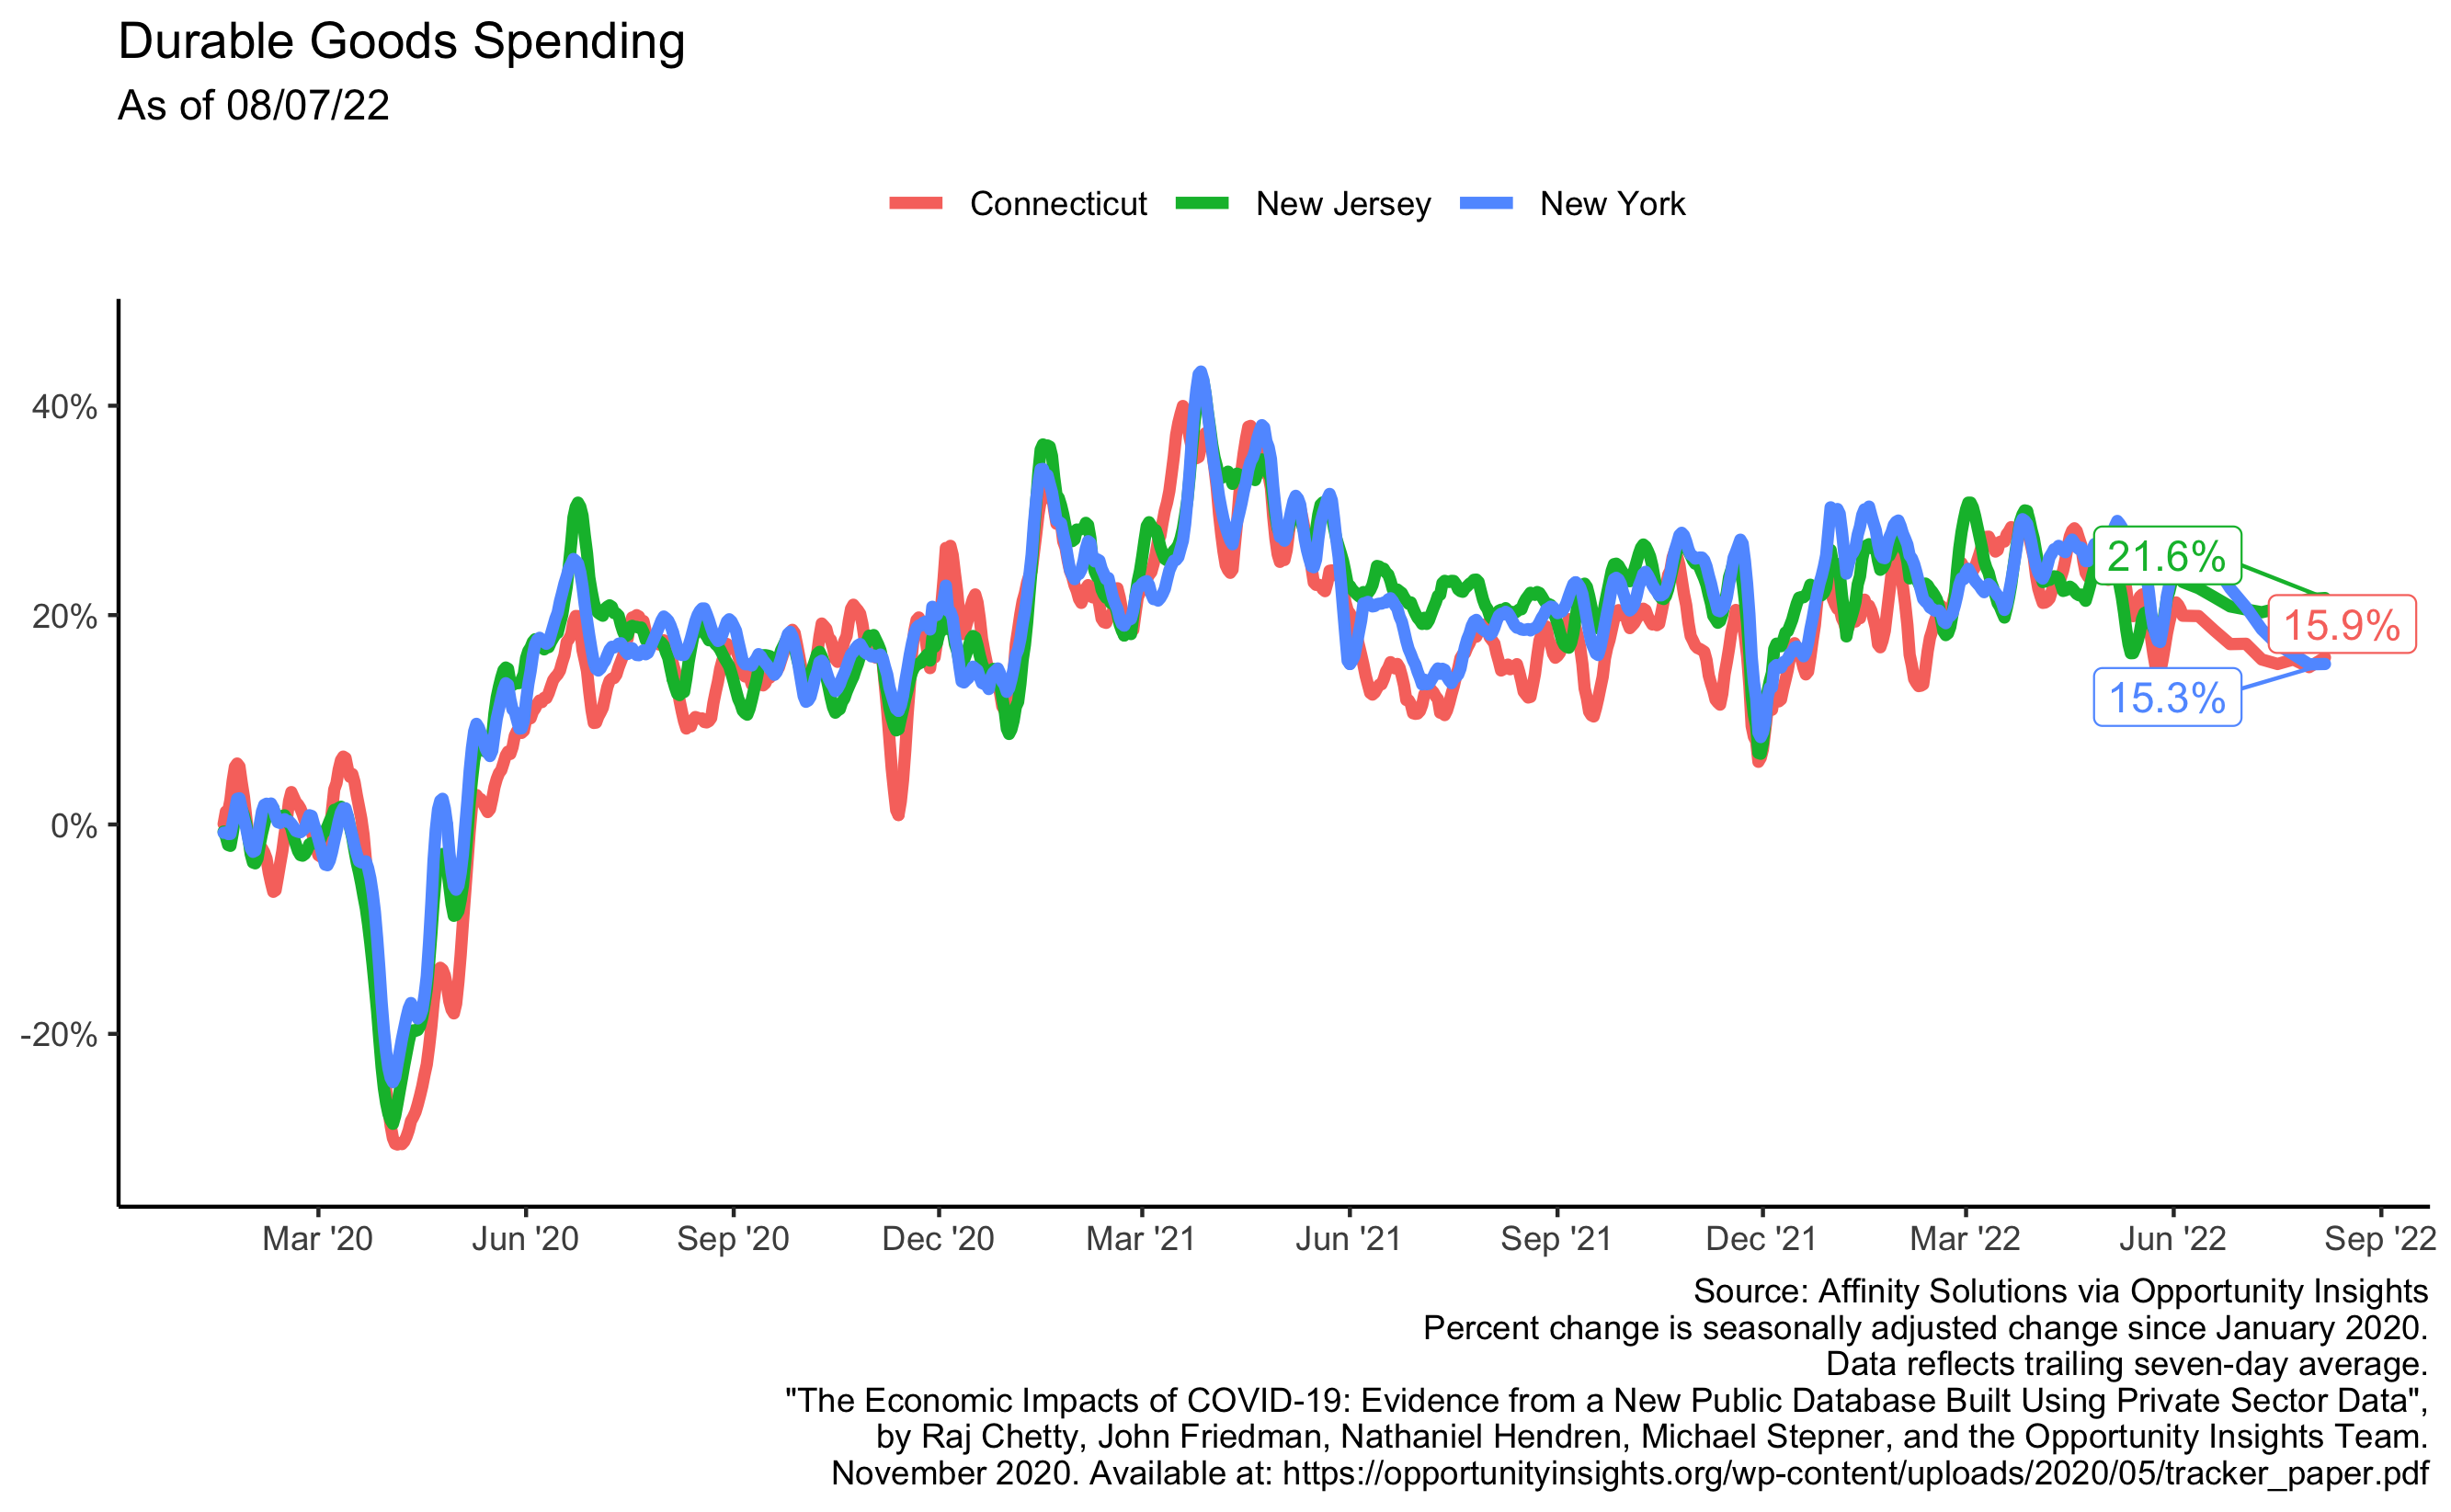 Durable Goods Spending
As of 08/07/22
Connecticut New Jersey New York
40%
20%
0%
-20%
21.6%
15.9%
15.3%
Mar '20 Jun '20 Sep '20 Dec '20 Mar '21 Jun '21 Sep '21 Dec '21 Mar '22 Jun '22 Sep '22
Source: Affinity Solutions via Opportunity Insights
Percent change is seasonally adjusted change since January 2020.
Data reflects trailing seven-day average.
"The Economic Impacts of COVID-19: Evidence from a New Public Database Built Using Private Sector Data",
by Raj Chetty, John Friedman, Nathaniel Hendren, Michael Stepner, and the Opportunity Insights Team.
November 2020. Available at: https://opportunityinsights.org/wp-content/uploads/2020/05/tracker_paper.pdf